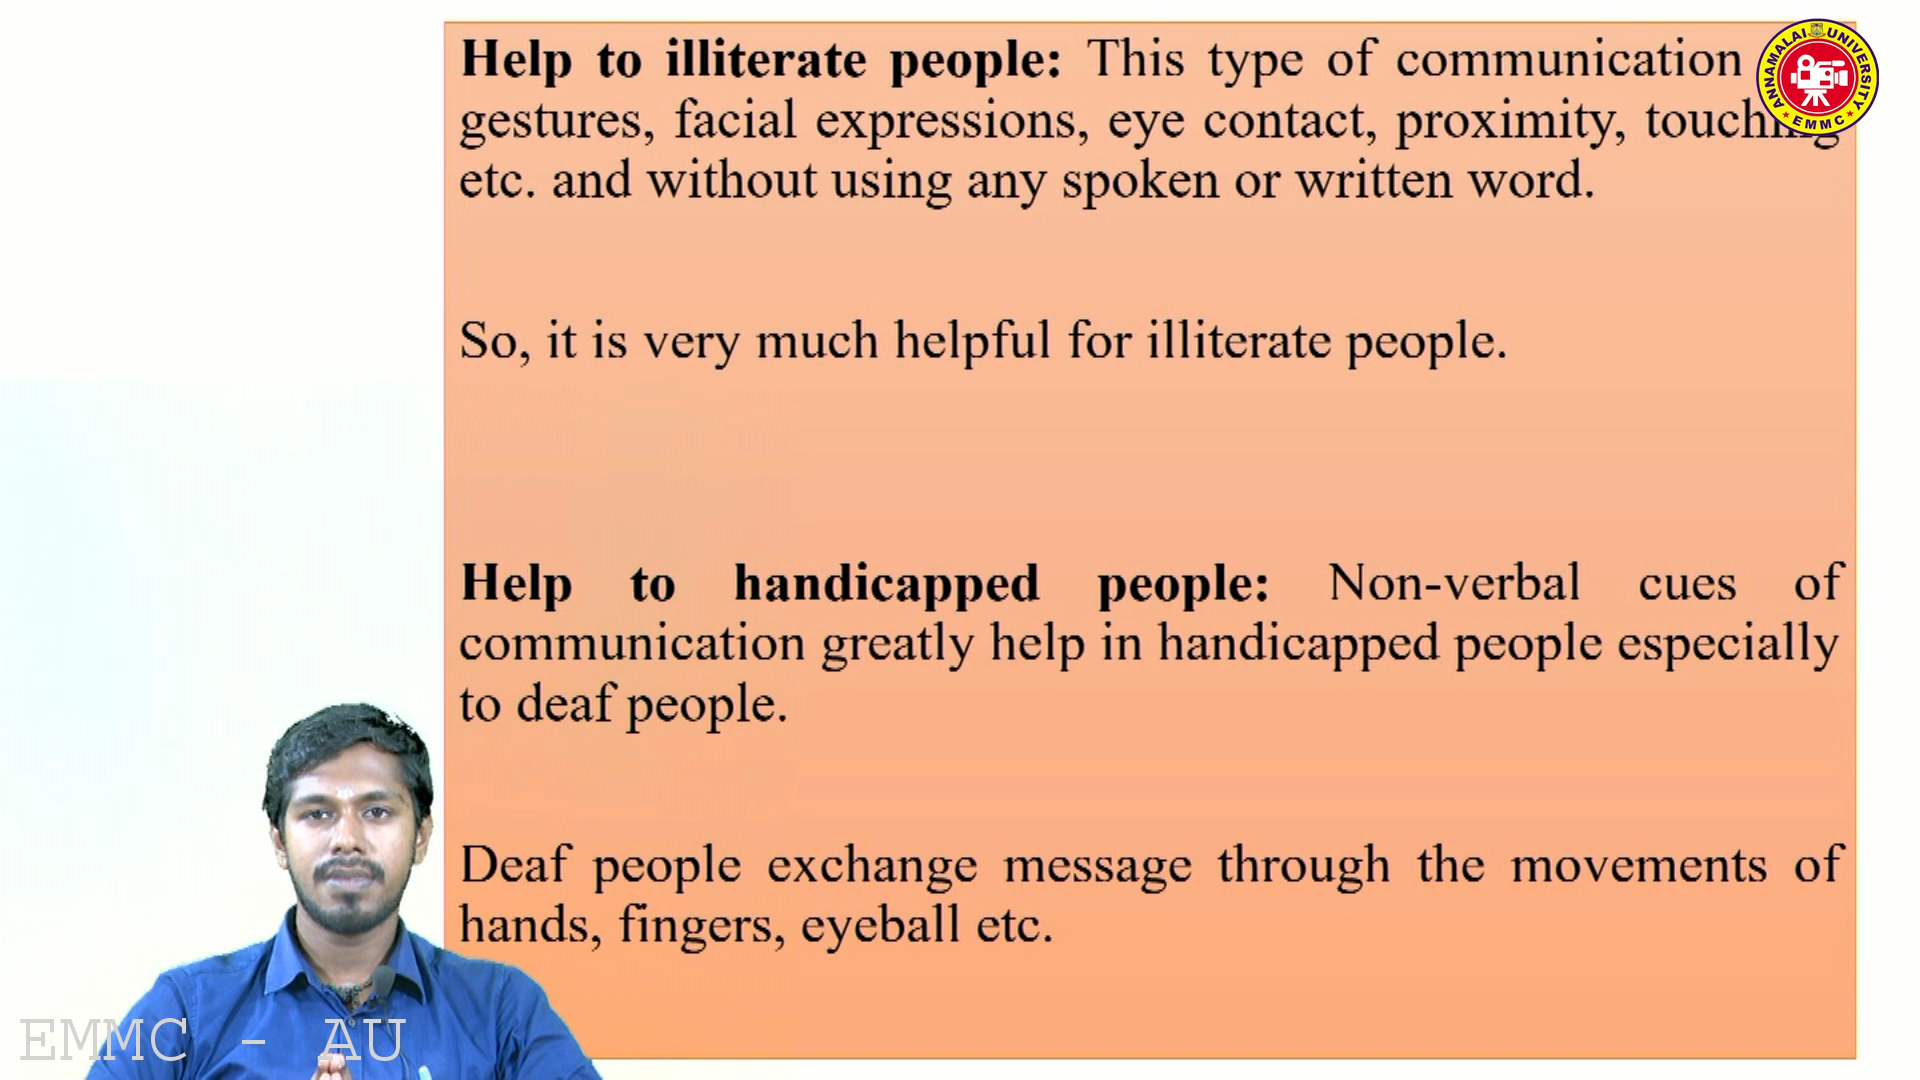 Help to illiterate people: This type of communication
gestures, facial expressions, eye contact, proximity, touching
etc. and without using any spoken or written word.
So, it is very much helpful for illiterate people.
Help to handicapped people: Non-verbal cues of
communication greatly help in handicapped people especially
to deaf people.
Deaf people exchange message through the movements of
hands, fingers, eyeball etc.
ANNAMALAI UNIVERSITY
EMMC
EMMC - AU